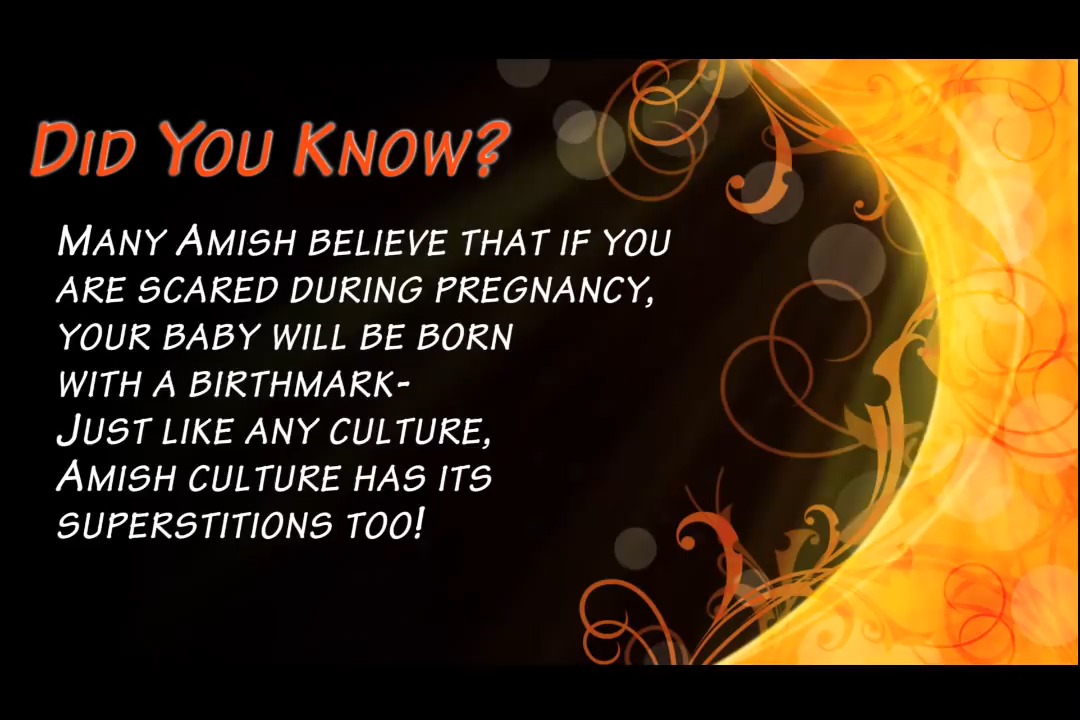 Did You Know?
Many Amish believe that if you
are scared during pregnancy,
your baby will be born
with a birthmark-
Just like any culture,
Amish culture has its
superstitions too!